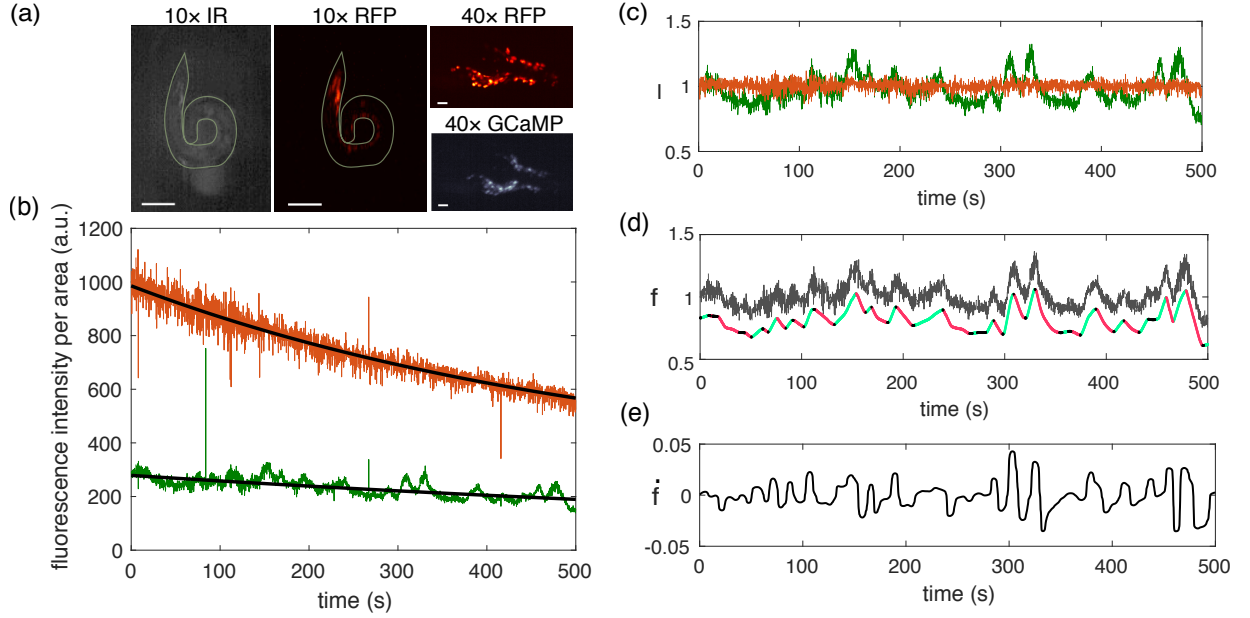 (a)
10× IR
10× RFP
40× RFP
40× GCaMP
(b)
fluorescence intensity per area (a.u.)
1200
1000
800
600
400
200
0
0 100 200 300 400 500
time (s)
(c)
I
1.5
1
0.5
0 100 200 300 400 500
time (s)
(d)
f
1.5
1
0.5
0 100 200 300 400 500
time (s)
(e)
ḟ
0.05
0
-0.05
0 100 200 300 400 500
time (s)